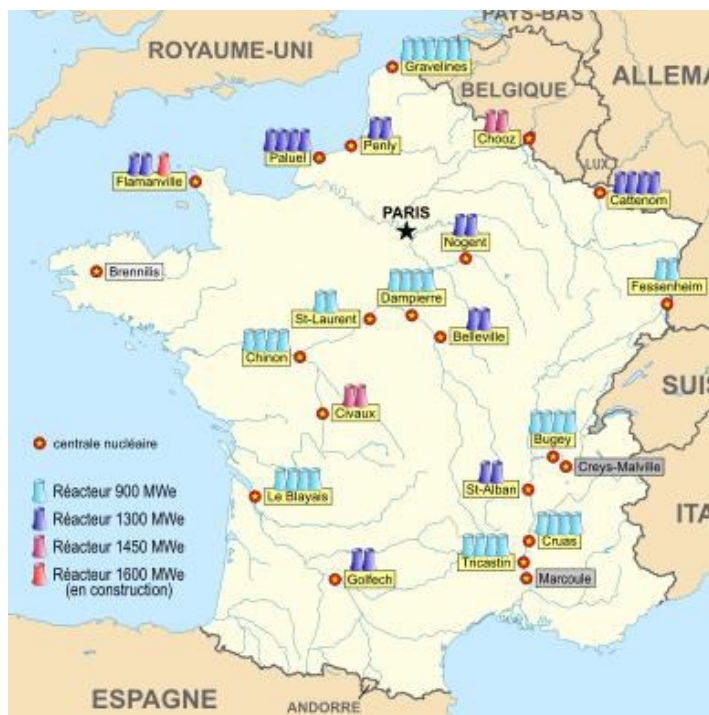 PAYS-BAS
ROYAUME-UNI
Gravelines
BELGIQUE
ALLEMA
Paluel
Penly
Chooz
LUX
Flamanville
Cattenom
PARIS
Nogent
Brennilis
Fessenheim
Dampierre
St-Laurent
Belleville
Chinon
SUIS
Civaux
centrale nucléaire
Bugey
Creys-Malville
Réacteur 900 MWe
Le Blayais
St-Alban
Réacteur 1300 MWe
ITA
Réacteur 1450 MWe
Cruas
Tricastin
Réacteur 1600 MWe
(en construction)
Golfech
Marcoule
ESPAGNE
ANDORRE